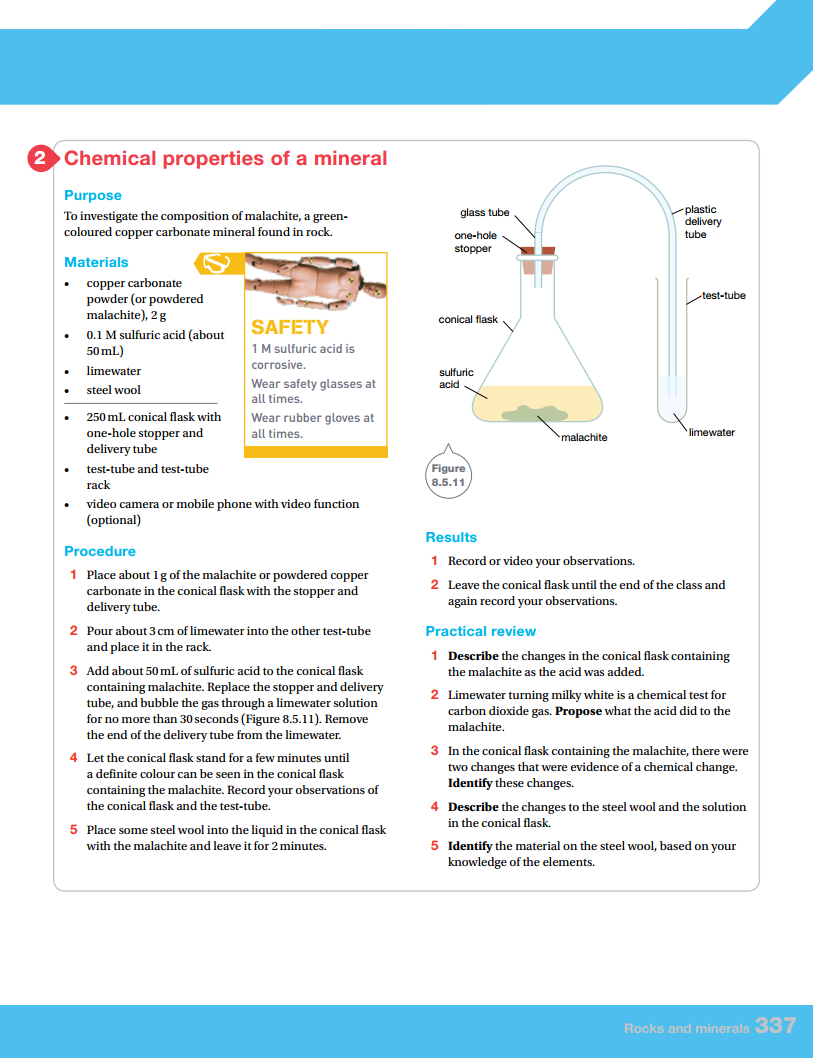 2 Chemical properties of a mineral
Purpose
To investigate the composition of malachite, a green-
coloured copper carbonate mineral found in rock.
Materials
• copper carbonate
powder (or powdered
malachite), 2 g
• 0.1 M sulfuric acid (about
50 mL)
• limewater
• steel wool
• 250 mL conical flask with
one-hole stopper and
delivery tube
• test-tube and test-tube
rack
• video camera or mobile phone with video function
(optional)
SAFETY
1 M sulfuric acid is
corrosive.
Wear safety glasses at
all times.
Wear rubber gloves at
all times.
Procedure
1 Place about 1 g of the malachite or powdered copper
carbonate in the conical flask with the stopper and
delivery tube.
2 Pour about 3 cm of limewater into the other test-tube
and place it in the rack.
3 Add about 50 mL of sulfuric acid to the conical flask
containing malachite. Replace the stopper and delivery
tube, and bubble the gas through a limewater solution
for no more than 30 seconds (Figure 8.5.11). Remove
the end of the delivery tube from the limewater.
4 Let the conical flask stand for a few minutes until
a definite colour can be seen in the conical flask
containing the malachite. Record your observations of
the conical flask and the test-tube.
5 Place some steel wool into the liquid in the conical flask
with the malachite and leave it for 2 minutes.
glass tube
one-hole
stopper
plastic
delivery
tube
test-tube
conical flask
sulfuric
acid
malachite
limewater
Figure
8.5.11
Results
1 Record or video your observations.
2 Leave the conical flask until the end of the class and
again record your observations.
Practical review
1 Describe the changes in the conical flask containing
the malachite as the acid was added.
2 Limewater turning milky white is a chemical test for
carbon dioxide gas. Propose what the acid did to the
malachite.
3 In the conical flask containing the malachite, there were
two changes that were evidence of a chemical change.
Identify these changes.
4 Describe the changes to the steel wool and the solution
in the conical flask.
5 Identify the material on the steel wool, based on your
knowledge of the elements.
Rocks and minerals 337